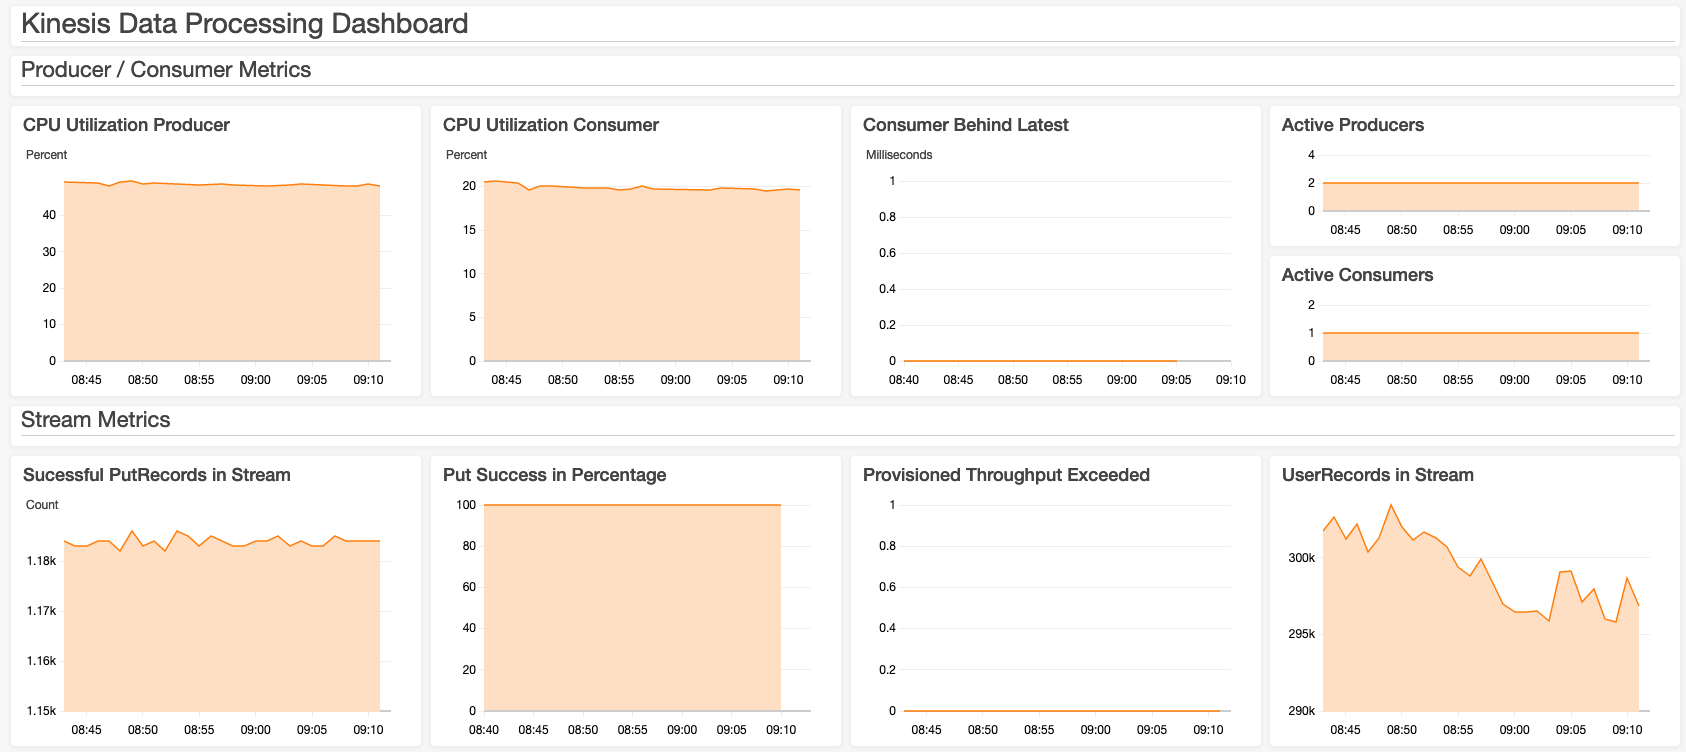 Kinesis Data Processing Dashboard
Producer / Consumer Metrics
CPU Utilization Producer
Percent
40
30
20
10
0
08:45 08:50 08:55 09:00 09:05 09:10
CPU Utilization Consumer
Percent
20
15
10
5
0
08:45 08:50 08:55 09:00 09:05 09:10
Consumer Behind Latest
Milliseconds
1
0.8
0.6
0.4
0.2
0
08:40 08:45 08:50 08:55 09:00 09:05 09:10
Active Producers
4
2
0
08:45 08:50 08:55 09:00 09:05 09:10
Active Consumers
2
1
0
08:45 08:50 08:55 09:00 09:05 09:10
Stream Metrics
Sucessful PutRecords in Stream
Count
1.18k
1.17k
1.16k
1.15k
08:45 08:50 08:55 09:00 09:05 09:10
Put Success in Percentage
100
80
60
40
20
0
08:40 08:45 08:50 08:55 09:00 09:05 09:10
Provisioned Throughput Exceeded
1
0.8
0.6
0.4
0.2
0
08:45 08:50 08:55 09:00 09:05 09:10
UserRecords in Stream
300k
295k
290k
08:45 08:50 08:55 09:00 09:05 09:10